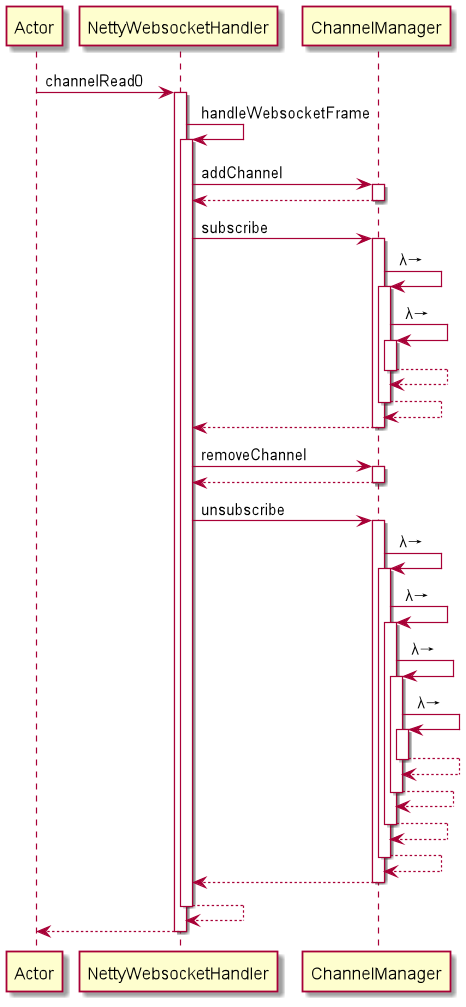 Actor NettyWebsocketHandler ChannelManager
channelRead0
handleWebsocketFrame
addChannel
subscribe
λ→
λ→
removeChannel
unsubscribe
λ→
λ→
λ→
λ→
Actor NettyWebsocketHandler ChannelManager